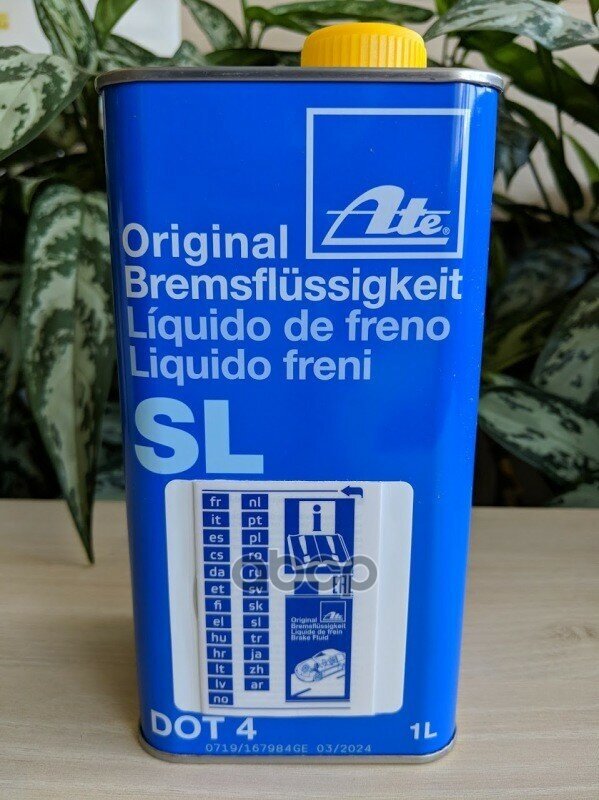 Ate®
Original
Bremsflüssigkeit
Líquido de freno
Liquido freni
SL
fr nl
it pt
es pl
cs ro
da ru
et sv
fi sk
el sl
hu tr
hr ja
lt zh
lv ar
no
i
EAC
Ate
Original
Bremsflüssigkeit
Liquide de frein
Brake Fluid
DOT 4
1L
0719/167984GE 03/2024